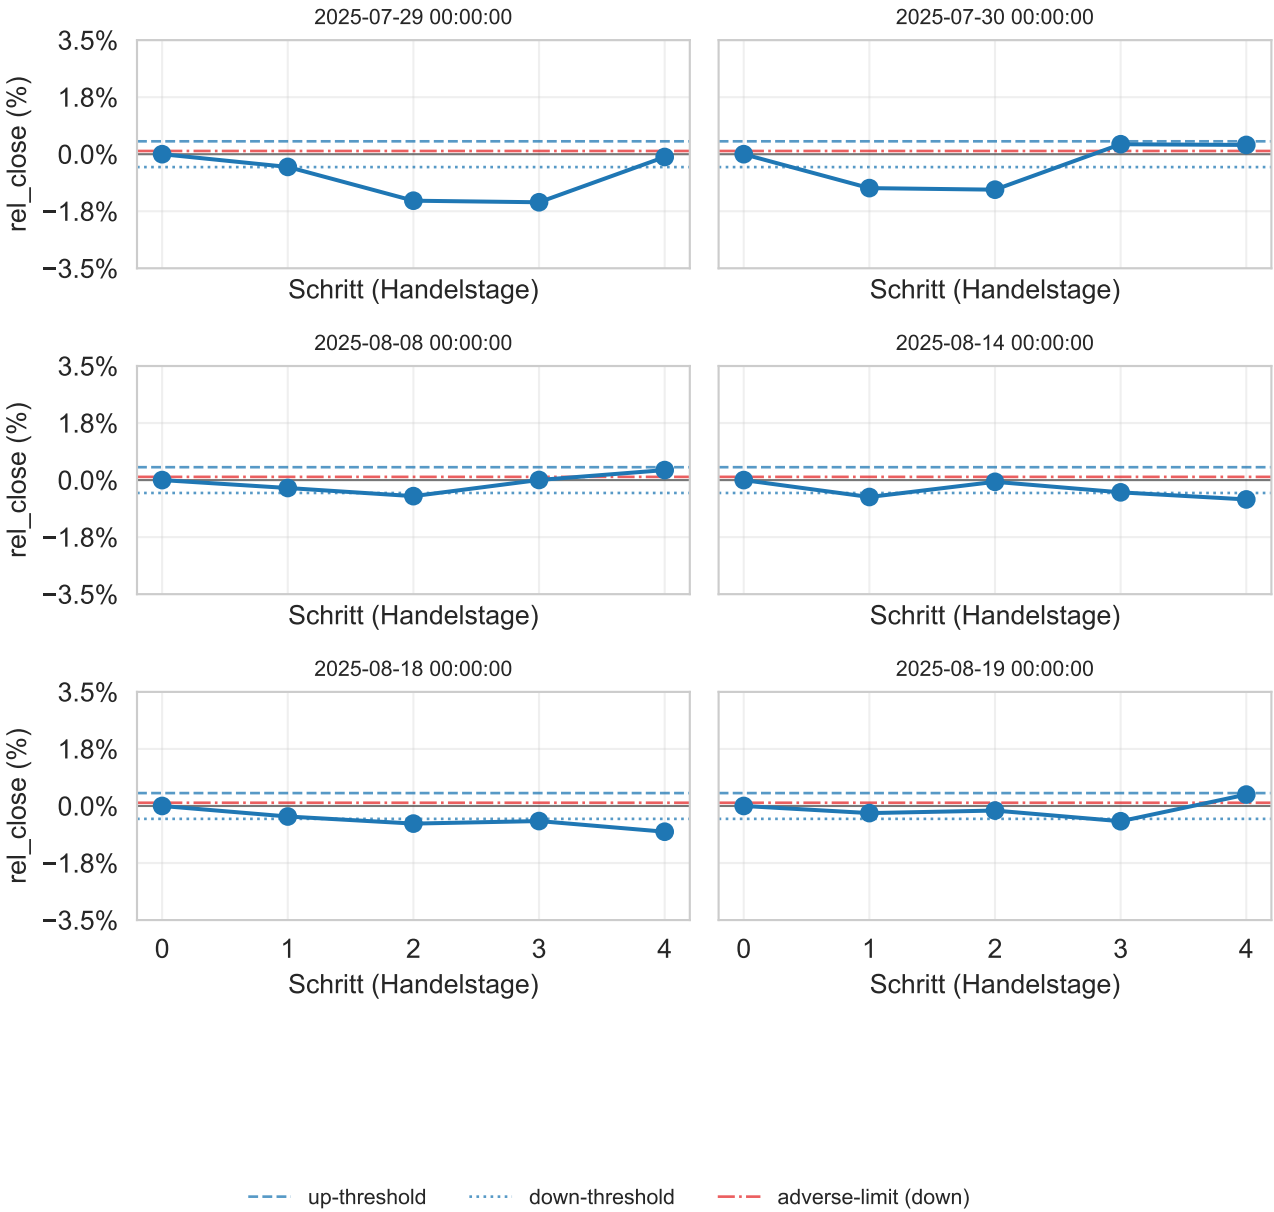 2025-07-29 00:00:00
2025-07-30 00:00:00
3.5%
1.8%
0.0%
−1.8%
−3.5%
rel_close (%)
Schritt (Handelstage)
Schritt (Handelstage)
2025-08-08 00:00:00
2025-08-14 00:00:00
3.5%
1.8%
0.0%
−1.8%
−3.5%
rel_close (%)
Schritt (Handelstage)
Schritt (Handelstage)
2025-08-18 00:00:00
2025-08-19 00:00:00
3.5%
1.8%
0.0%
−1.8%
−3.5%
rel_close (%)
0 1 2 3 4
0 1 2 3 4
Schritt (Handelstage)
Schritt (Handelstage)
up-threshold down-threshold adverse-limit (down)